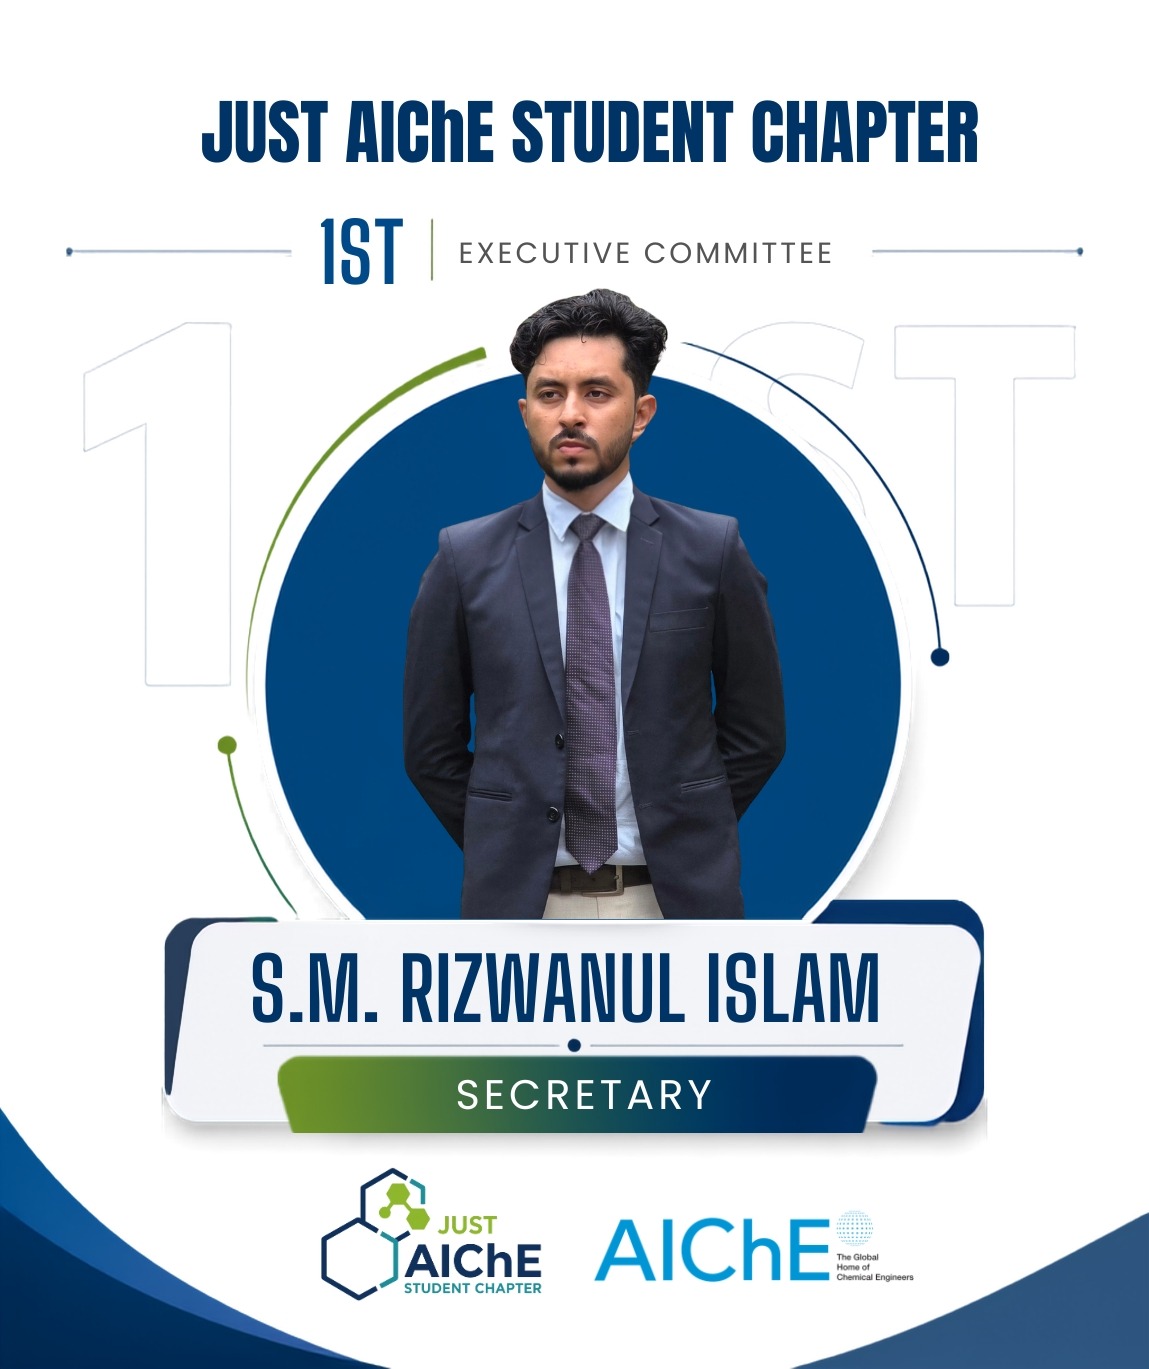 JUST AIChE STUDENT CHAPTER
1ST | EXECUTIVE COMMITTEE
1ST
S.M. RIZWANUL ISLAM
SECRETARY
JUST
AIChE
STUDENT CHAPTER
AIChE
The Global
Home of
Chemical Engineers